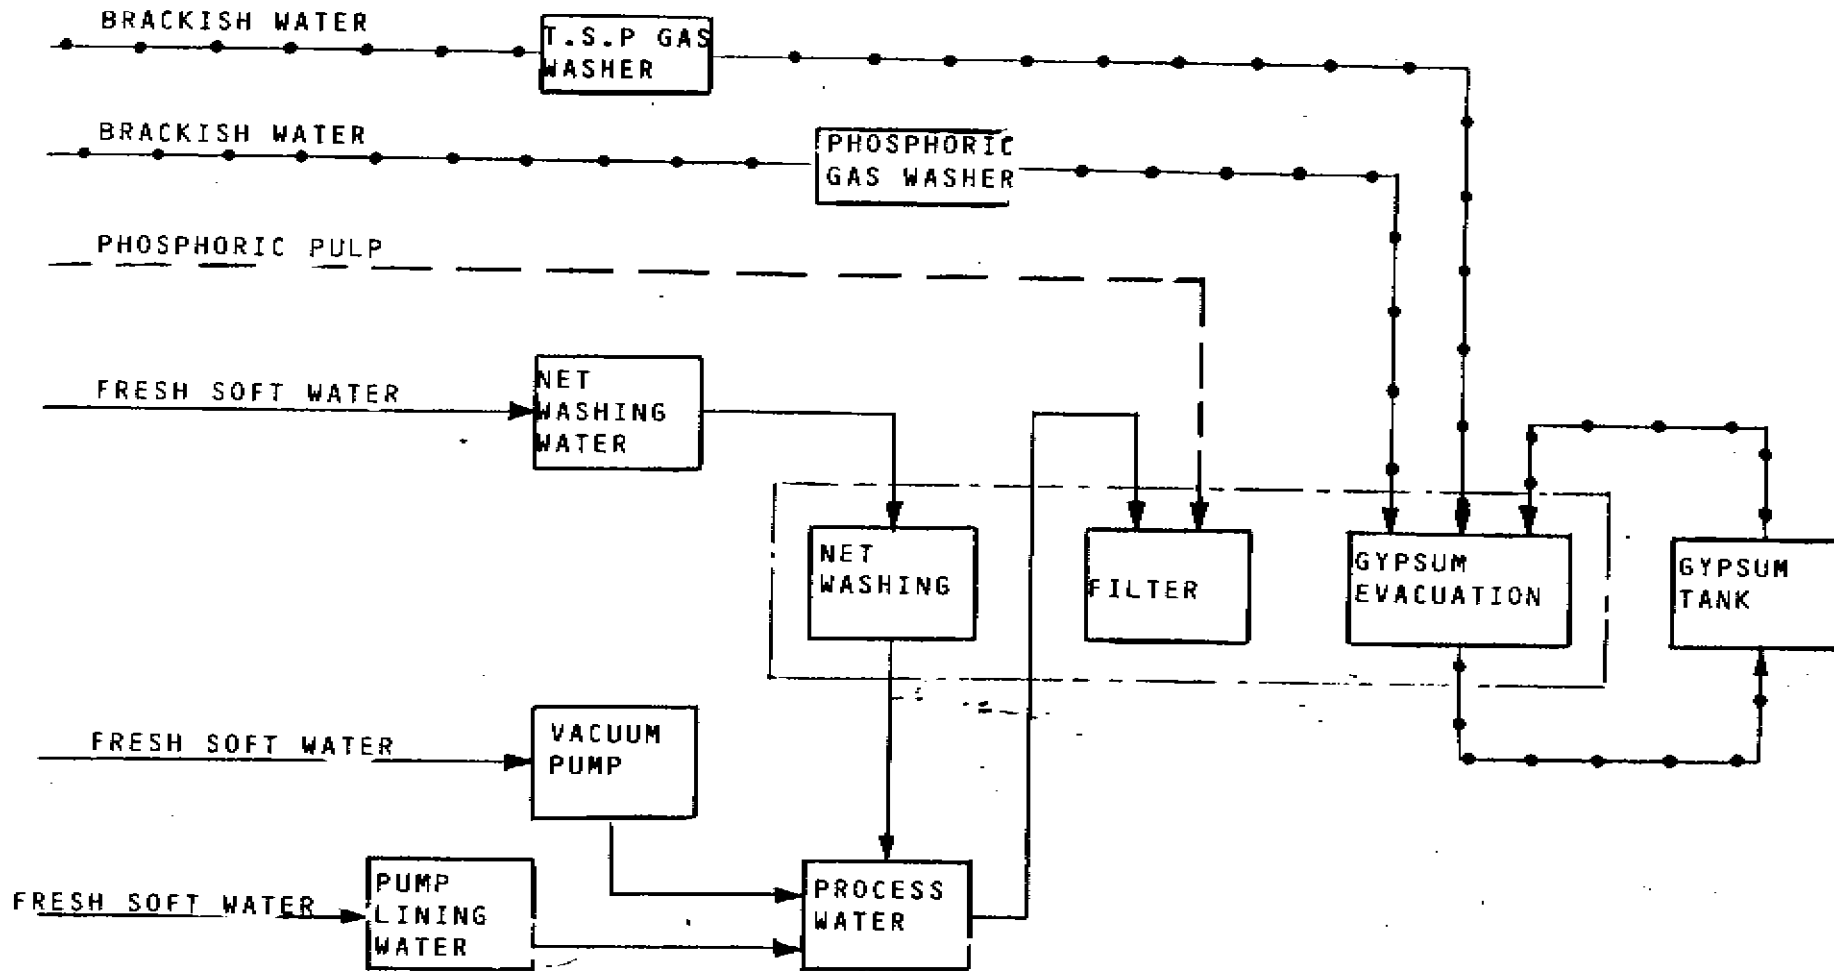 BRACKISH WATER
T.S.P GAS
WASHER
BRACKISH WATER
PHOSPHORIC
GAS WASHER
PHOSPHORIC PULP
FRESH SOFT WATER
NET
WASHING
WATER
NET
WASHING
FILTER
GYPSUM
EVACUATION
GYPSUM
TANK
FRESH SOFT WATER
VACUUM
PUMP
FRESH SOFT WATER
PUMP
LINING
WATER
PROCESS
WATER